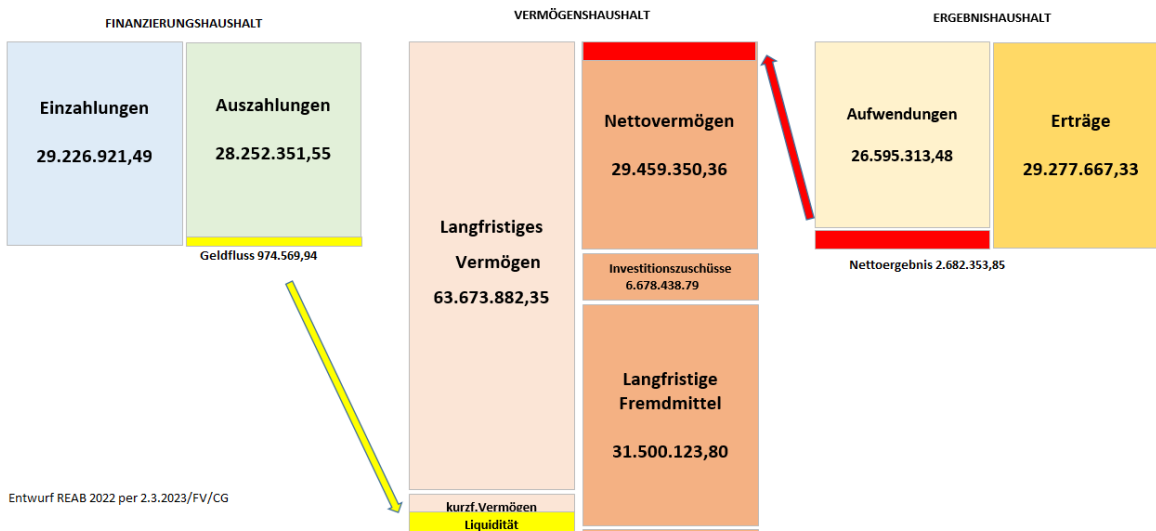 FINANZIERUNGSHAUSHALT
Einzahlungen
29.226.921,49
Auszahlungen
28.252.351,55
Geldfluss 974.569,94
VERMÖGENSHAUSHALT
Langfristiges
Vermögen
63.673.882,35
kurzf.Vermögen
Liquidität
Nettovermögen
29.459.350,36
Investitionszuschüsse
6.678.438.79
Langfristige
Fremdmittel
31.500.123,80
ERGEBNISHAUSHALT
Aufwendungen
26.595.313,48
Erträge
29.277.667,33
Nettoergebnis 2.682.353,85
Entwurf REAB 2022 per 2.3.2023/FV/CG